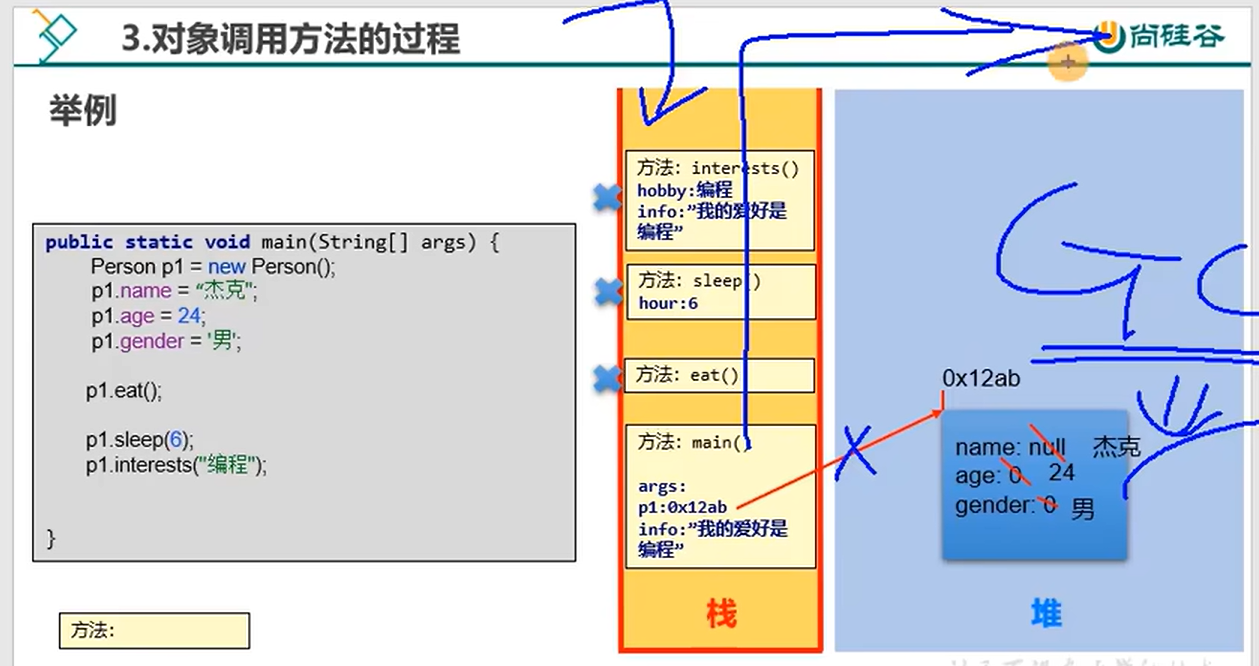 3.对象调用方法的过程
尚硅谷
举例
public static void main(String[] args) {
Person p1 = new Person();
p1.name = “杰克";
p1.age = 24;
p1.gender = '男';
p1.eat();
p1.sleep(6);
p1.interests("编程");
}
方法:
方法: interests()
hobby:编程
info:”我的爱好是
编程”
方法: sleep()
hour:6
方法: eat()
方法: main()
args:
p1:0x12ab
info:”我的爱好是
编程”
栈
GC
0x12ab
name: null 杰克
age: 0 24
gender: 0 男
堆